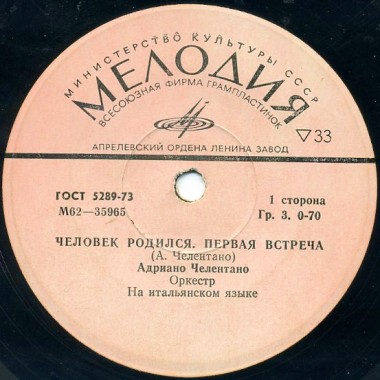 МИНИСТЕРСТВО КУЛЬТУРЫ СССР
МЕЛОДИЯ
ВСЕСОЮЗНАЯ ФИРМА ГРАМПЛАСТИНОК
▽33
АПРЕЛЕВСКИЙ ОРДЕНА ЛЕНИНА ЗАВОД
ГОСТ 5289-73
М62—35965
1 сторона
Гр. 3. 0-70
ЧЕЛОВЕК РОДИЛСЯ. ПЕРВАЯ ВСТРЕЧА
(А. Челентано)
Адриано Челентано
Оркестр
На итальянском языке